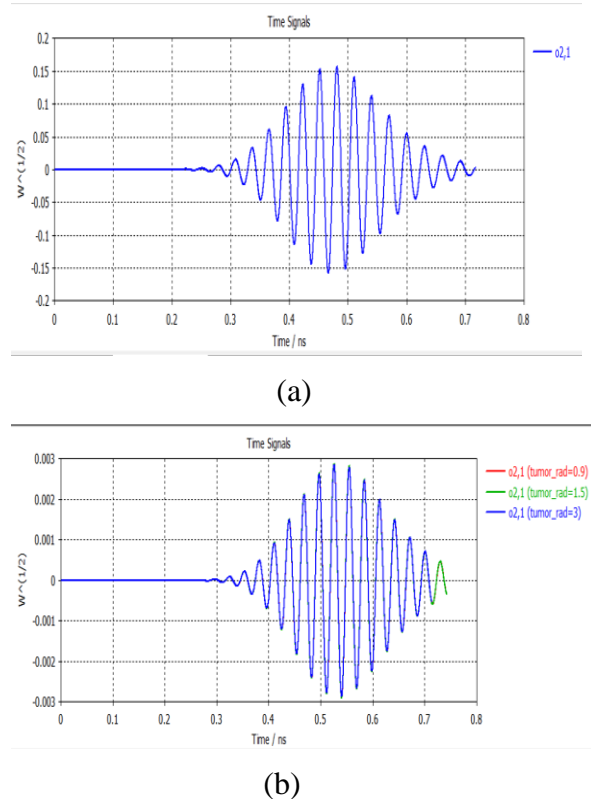 Time Signals
o2,1
0.2
0.15
0.1
0.05
0
-0.05
-0.1
-0.15
-0.2
W^(1/2)
0 0.1 0.2 0.3 0.4 0.5 0.6 0.7 0.8
Time / ns
(a)
Time Signals
o2,1 (tumor_rad=0.9)
o2,1 (tumor_rad=1.5)
o2,1 (tumor_rad=3)
0.003
0.002
0.001
0
-0.001
-0.002
-0.003
W^(1/2)
0 0.1 0.2 0.3 0.4 0.5 0.6 0.7 0.8
Time / ns
(b)